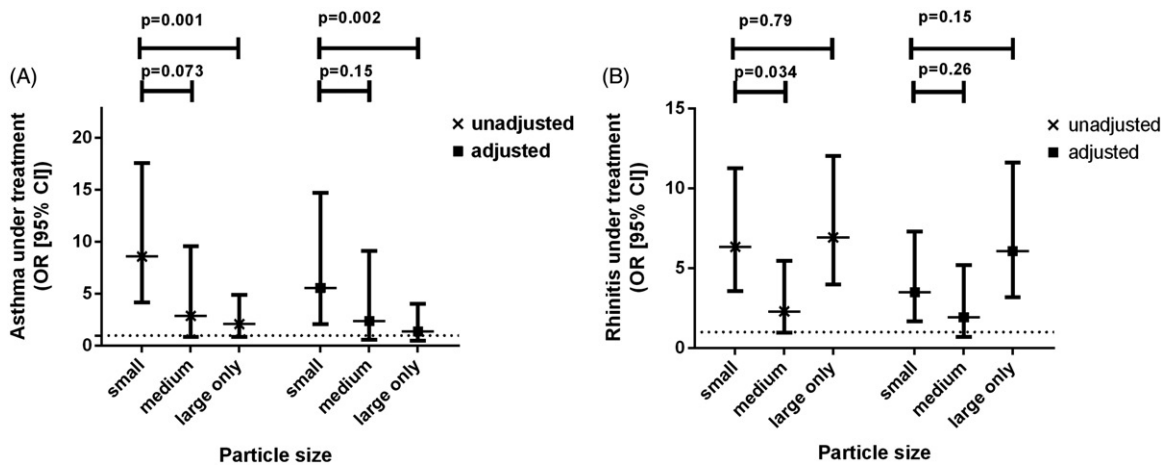 (A)
p=0.001
p=0.002
p=0.073
p=0.15
Asthma under treatment
(OR [95% CI])
20
15
10
5
0
unadjusted
adjusted
small
medium
large only
small
medium
large only
Particle size
(B)
p=0.79
p=0.15
p=0.034
p=0.26
Rhinitis under treatment
(OR [95% CI])
15
10
5
0
unadjusted
adjusted
small
medium
large only
small
medium
large only
Particle size